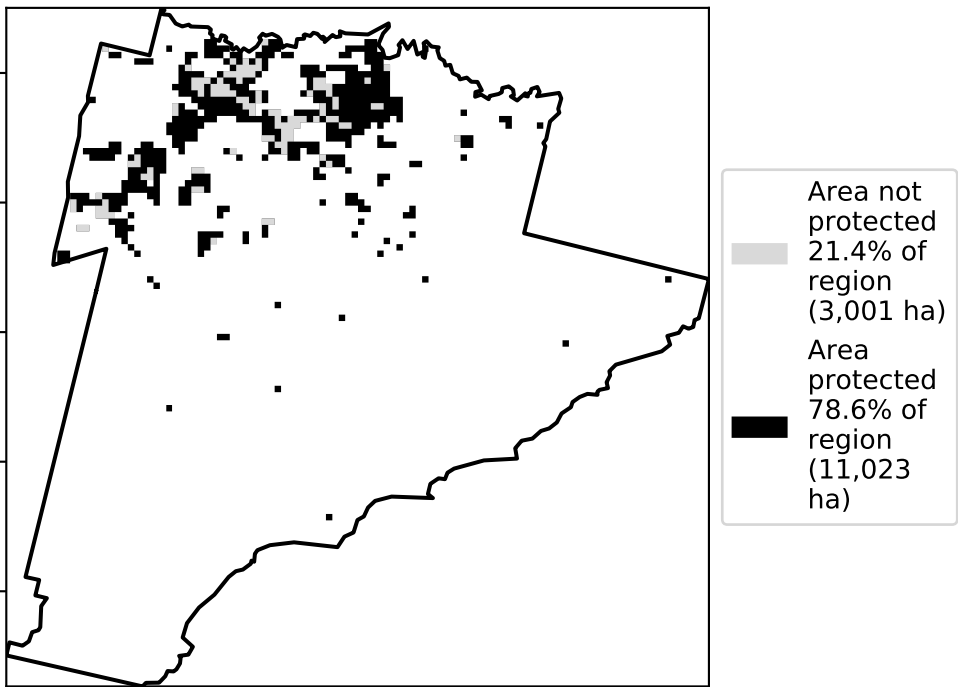 Area not
protected
21.4% of
region
(3,001 ha)
Area
protected
78.6% of
region
(11,023
ha)